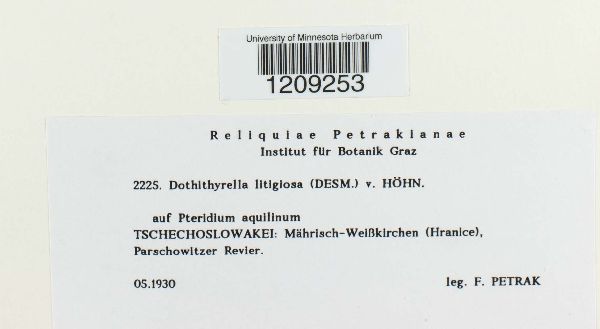 University of Minnesota Herbarium
1209253
Reliquiae Petrakianae
Institut für Botanik Graz
2225. Dothithyrella litigiosa (DESM.) v. HÖHN.
auf Pteridium aquilinum
TSCHECHOSLOWAKEI: Mährisch-Weißkirchen (Hranice),
Parschowitzer Revier.
05.1930 leg. F. PETRAK